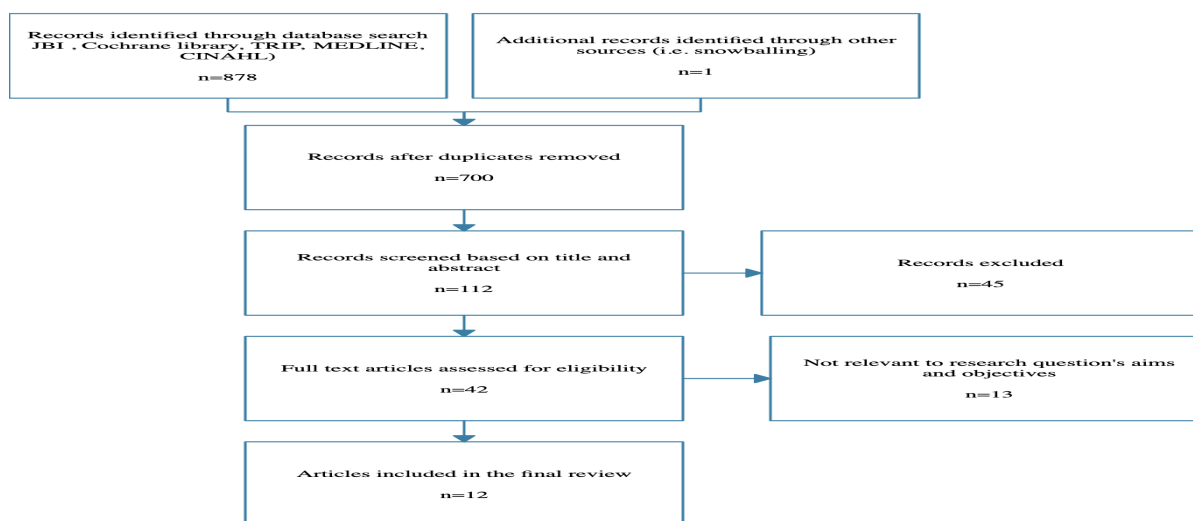 Records identified through database search
JBI , Cochrane library, TRIP, MEDLINE,
CINAHL)
n=878
Additional records identified through other
sources (i.e. snowballing)
n=1
Records after duplicates removed
n=700
Records screened based on title and
abstract
n=112
Records excluded
n=45
Full text articles assessed for eligibility
n=42
Not relevant to research question's aims
and objectives
n=13
Articles included in the final review
n=12